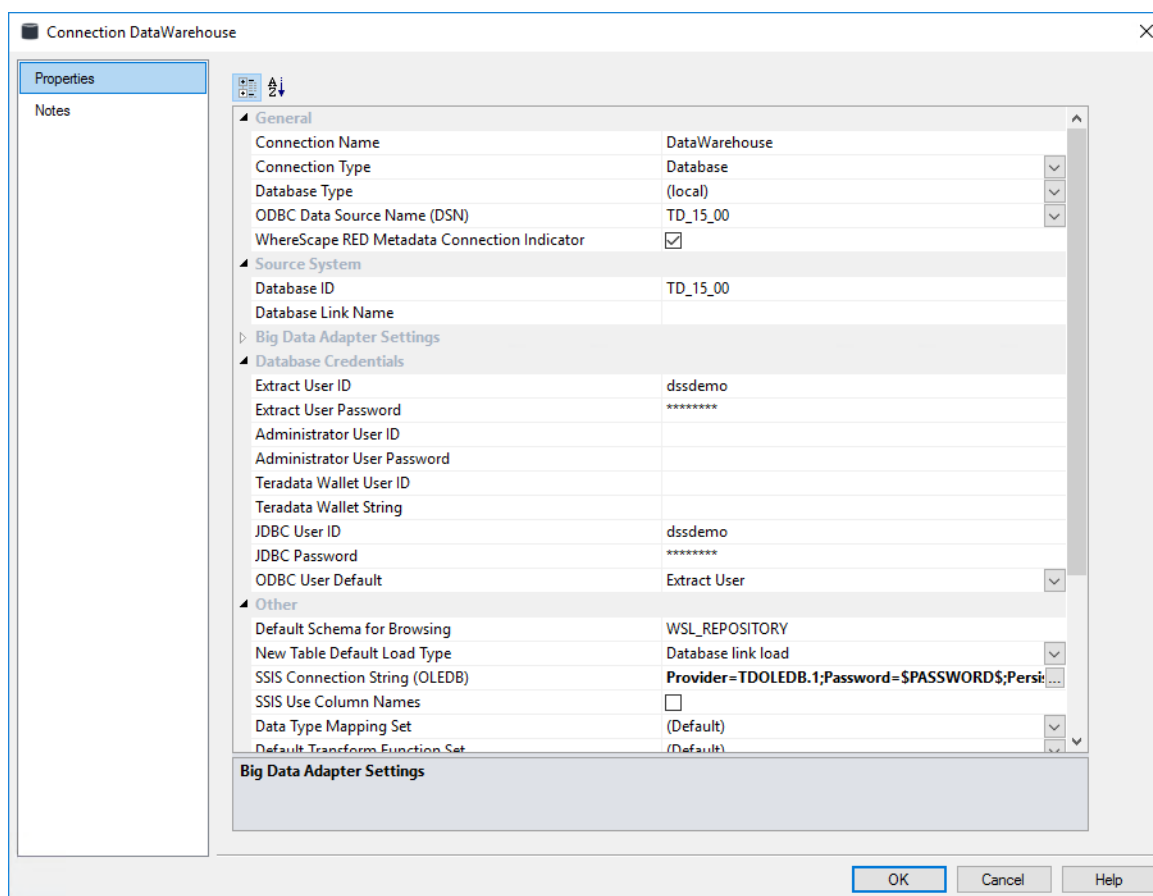 Connection DataWarehouse
Properties
Notes
General
Connection Name DataWarehouse
Connection Type Database
Database Type (local)
ODBC Data Source Name (DSN) TD_15_00
WhereScape RED Metadata Connection Indicator
Source System
Database ID TD_15_00
Database Link Name
Big Data Adapter Settings
Database Credentials
Extract User ID dssdemo
Extract User Password ********
Administrator User ID
Administrator User Password
Teradata Wallet User ID
Teradata Wallet String
JDBC User ID dssdemo
JDBC Password ********
ODBC User Default Extract User
Other
Default Schema for Browsing WSL_REPOSITORY
New Table Default Load Type Database link load
SSIS Connection String (OLEDB) Provider=TDOLEDB.1;Password=$PASSWORD$;Persi ...
SSIS Use Column Names
Data Type Mapping Set (Default)
Default Transform Function Set (Default)
Big Data Adapter Settings
OK Cancel Help